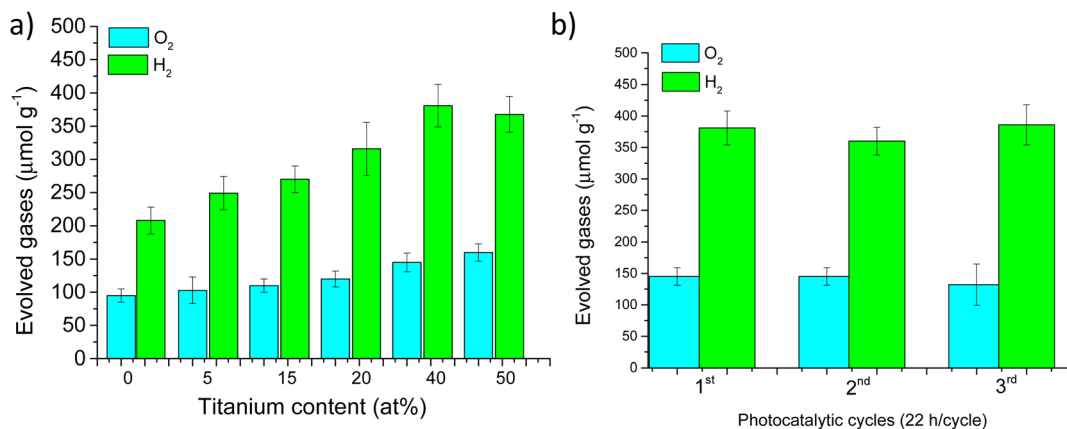 a)
O₂
H₂
Evolved gases (µmol g⁻¹)
500
450
400
350
300
250
200
150
100
50
0
0 5 15 20 40 50
Titanium content (at%)
b)
O₂
H₂
Evolved gases (µmol g⁻¹)
500
450
400
350
300
250
200
150
100
50
0
1ˢᵗ 2ⁿᵈ 3ʳᵈ
Photocatalytic cycles (22 h/cycle)